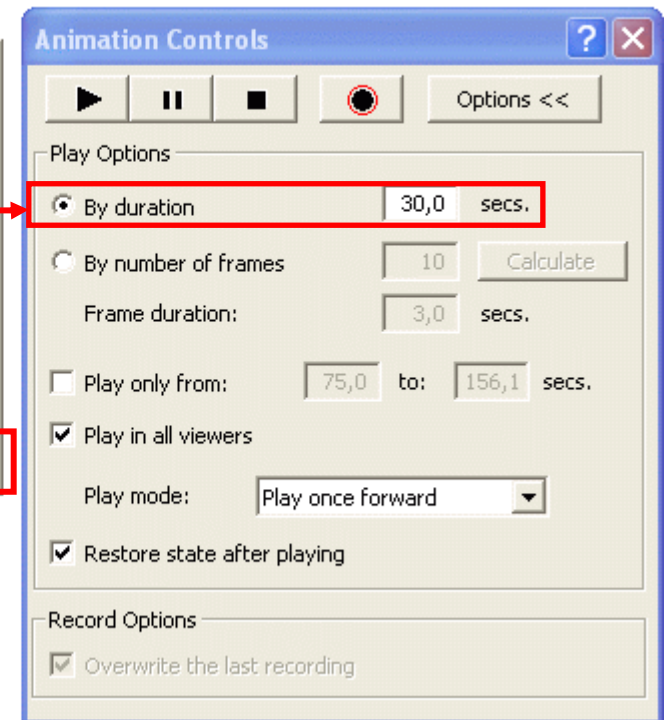 Animation Controls
Options <<
Play Options
By duration 30,0 secs.
By number of frames 10 Calculate
Frame duration: 3,0 secs.
Play only from: 75,0 to: 156,1 secs.
Play in all viewers
Play mode: Play once forward
Restore state after playing
Record Options
Overwrite the last recording